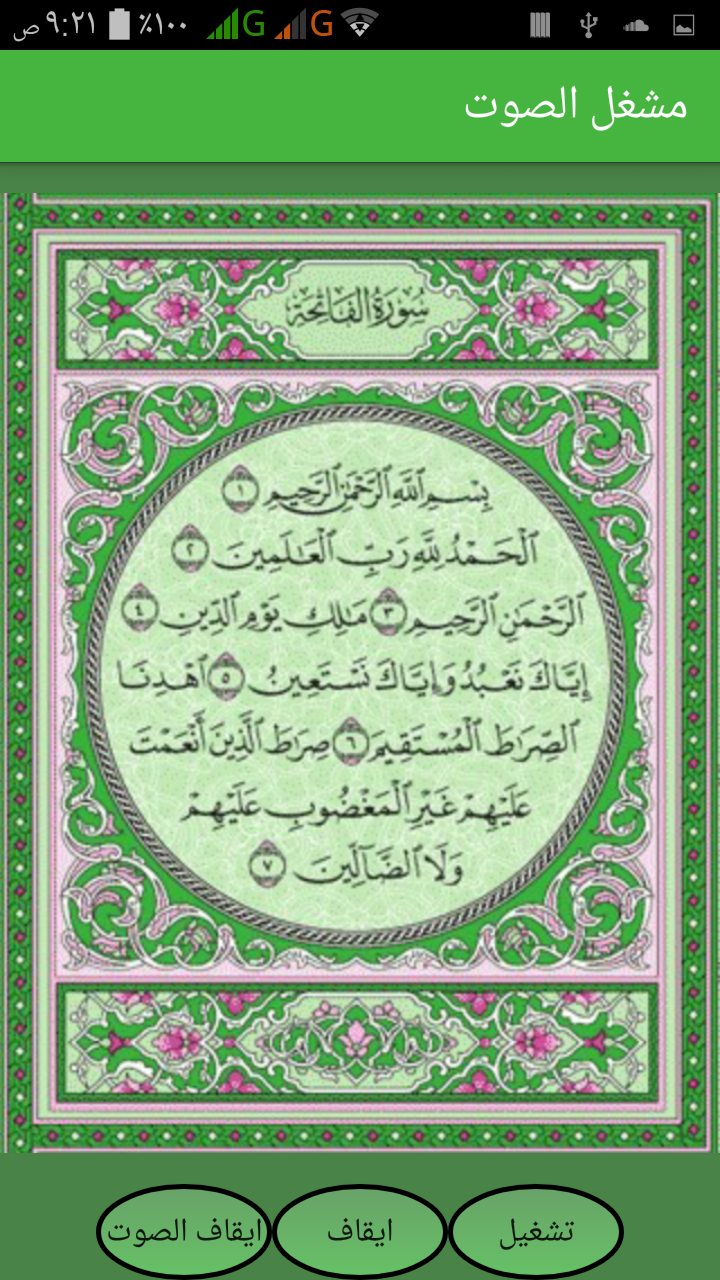 ٩:٢١ ص ٪١٠٠ G G
مشغل الصوت
سُورَةُ الفَاتِحَةِ
بِسْمِ ٱللَّهِ ٱلرَّحْمَٰنِ ٱلرَّحِيمِ ١
ٱلْحَمْدُ لِلَّهِ رَبِّ ٱلْعَٰلَمِينَ ٢
ٱلرَّحْمَٰنِ ٱلرَّحِيمِ ٣ مَٰلِكِ يَوْمِ ٱلدِّينِ ٤
إِيَّاكَ نَعْبُدُ وَإِيَّاكَ نَسْتَعِينُ ٥ ٱهْدِنَا
ٱلصِّرَٰطَ ٱلْمُسْتَقِيمَ ٦ صِرَٰطَ ٱلَّذِينَ أَنْعَمْتَ
عَلَيْهِمْ غَيْرِ ٱلْمَغْضُوبِ عَلَيْهِمْ
وَلَا ٱلضَّآلِّينَ ٧
تشغيل
ايقاف
ايقاف الصوت